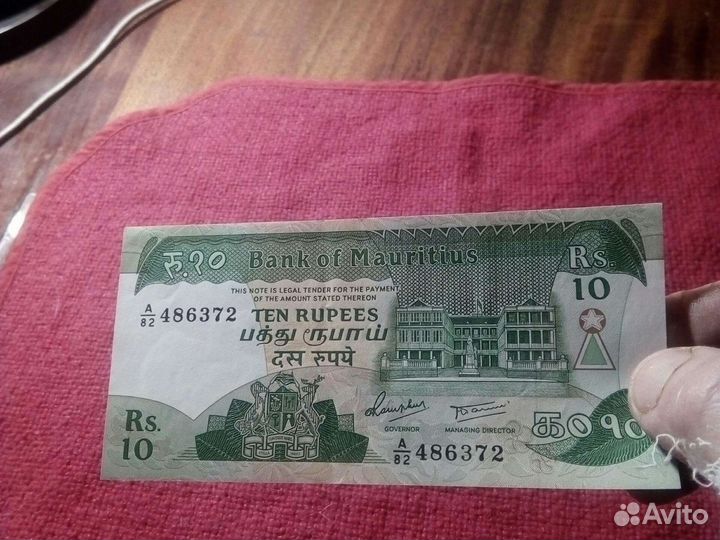 रु.१०
Bank of Mauritius
Rs.
10
THIS NOTE IS LEGAL TENDER FOR THE PAYMENT
OF THE AMOUNT STATED THEREON
A/82 486372
TEN RUPEES
பத்து ரூபாய்
दस रुपये
Rs.
10
GOVERNOR
MANAGING DIRECTOR
A/82 486372
ரூ ௧௦
Avito